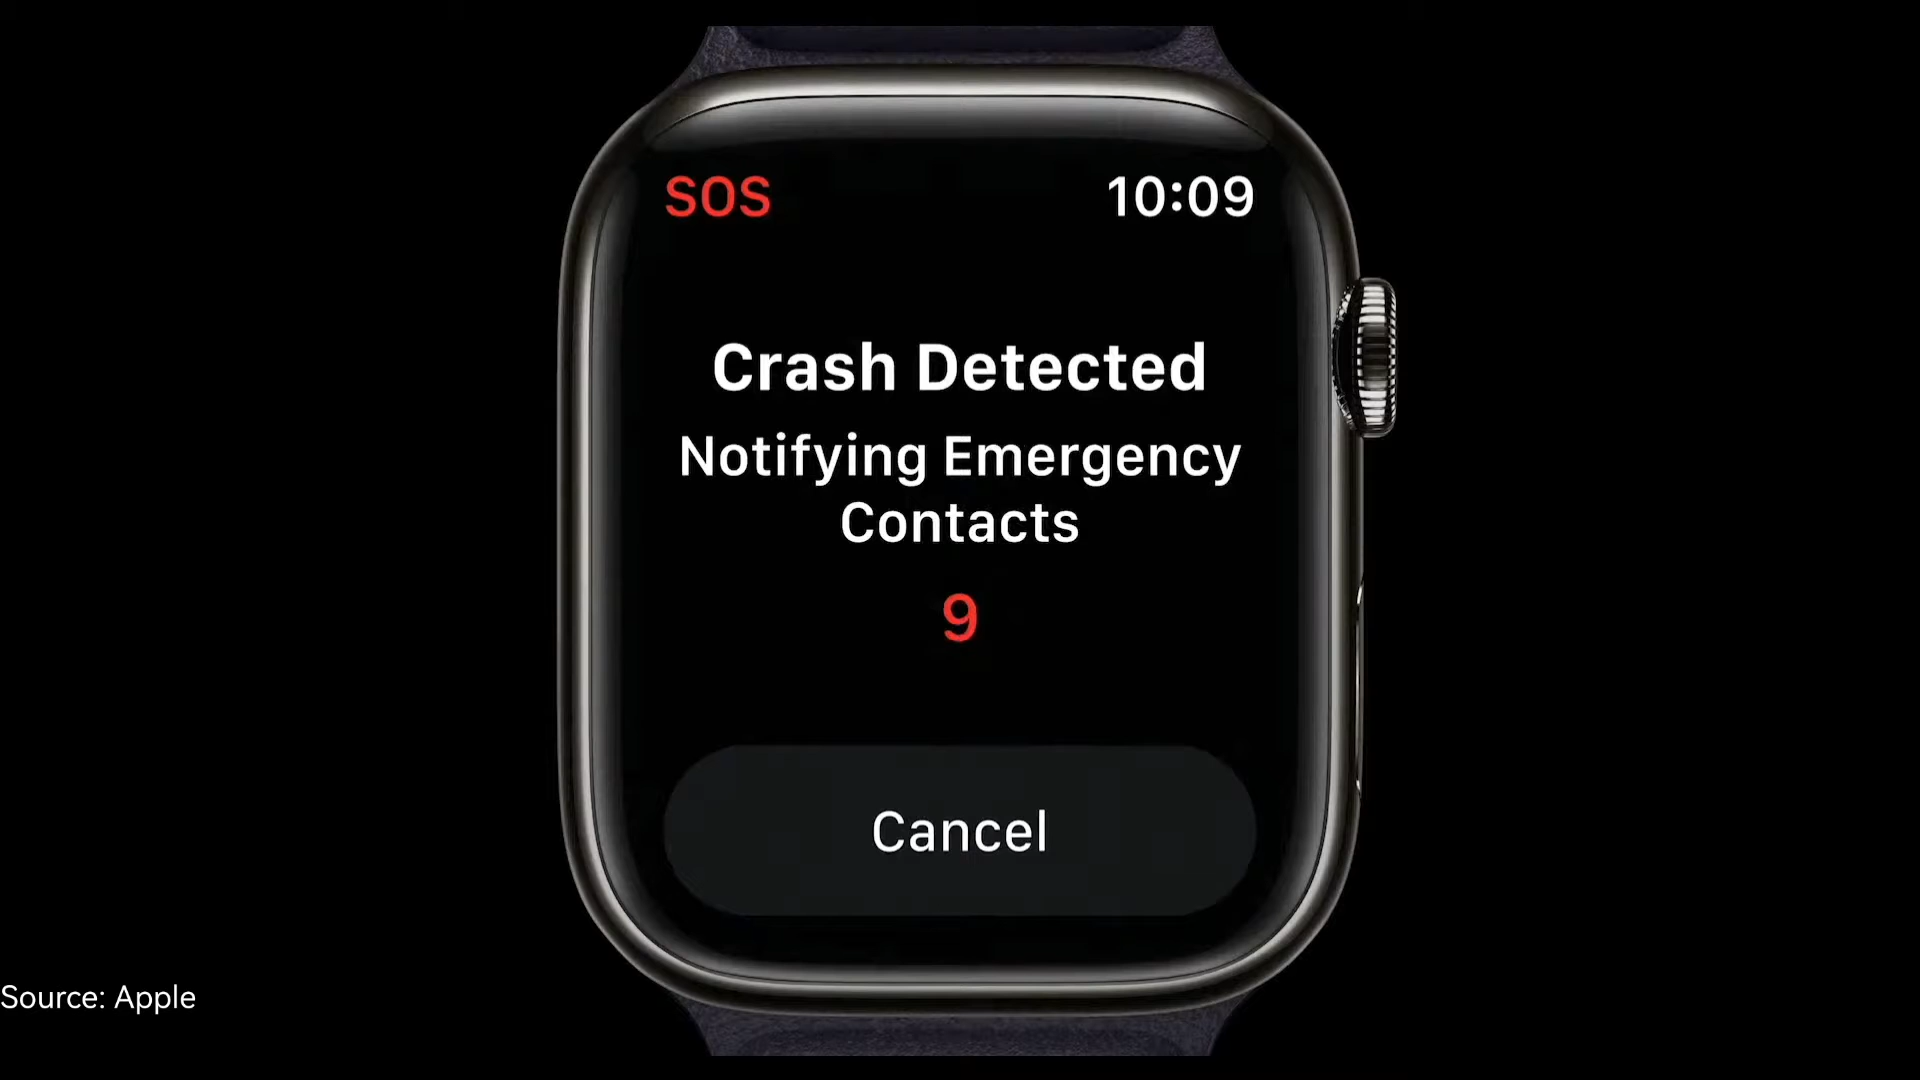 SOS 10:09
Crash Detected
Notifying Emergency
Contacts
9
Cancel
Source: Apple